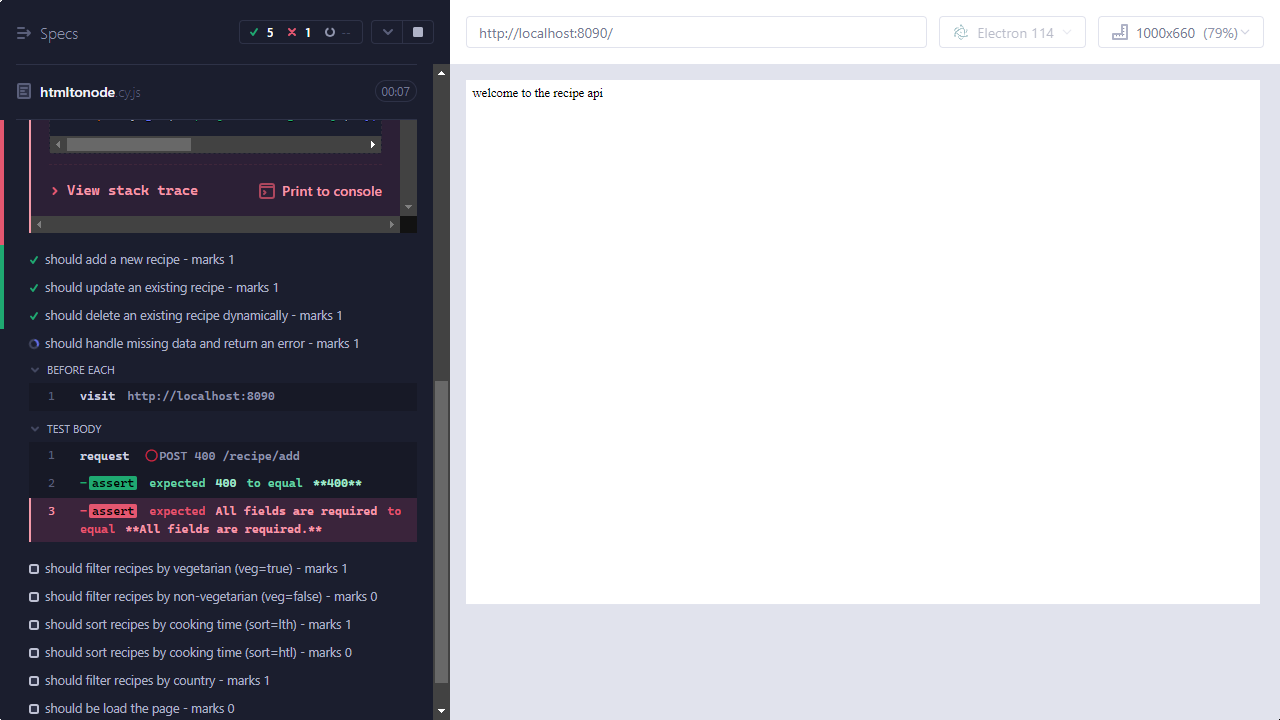 Specs
5 1 --
http://localhost:8090/
Electron 114
1000x660 (79%)
htmltonode.cy.js
00:07
welcome to the recipe api
View stack trace
Print to console
should add a new recipe - marks 1
should update an existing recipe - marks 1
should delete an existing recipe dynamically - marks 1
should handle missing data and return an error - marks 1
BEFORE EACH
1 visit http://localhost:8090
TEST BODY
1 request POST 400 /recipe/add
2 -assert expected 400 to equal **400**
3 -assert expected All fields are required to
equal **All fields are required.**
should filter recipes by vegetarian (veg=true) - marks 1
should filter recipes by non-vegetarian (veg=false) - marks 0
should sort recipes by cooking time (sort=lth) - marks 1
should sort recipes by cooking time (sort=htl) - marks 0
should filter recipes by country - marks 1
should be load the page - marks 0